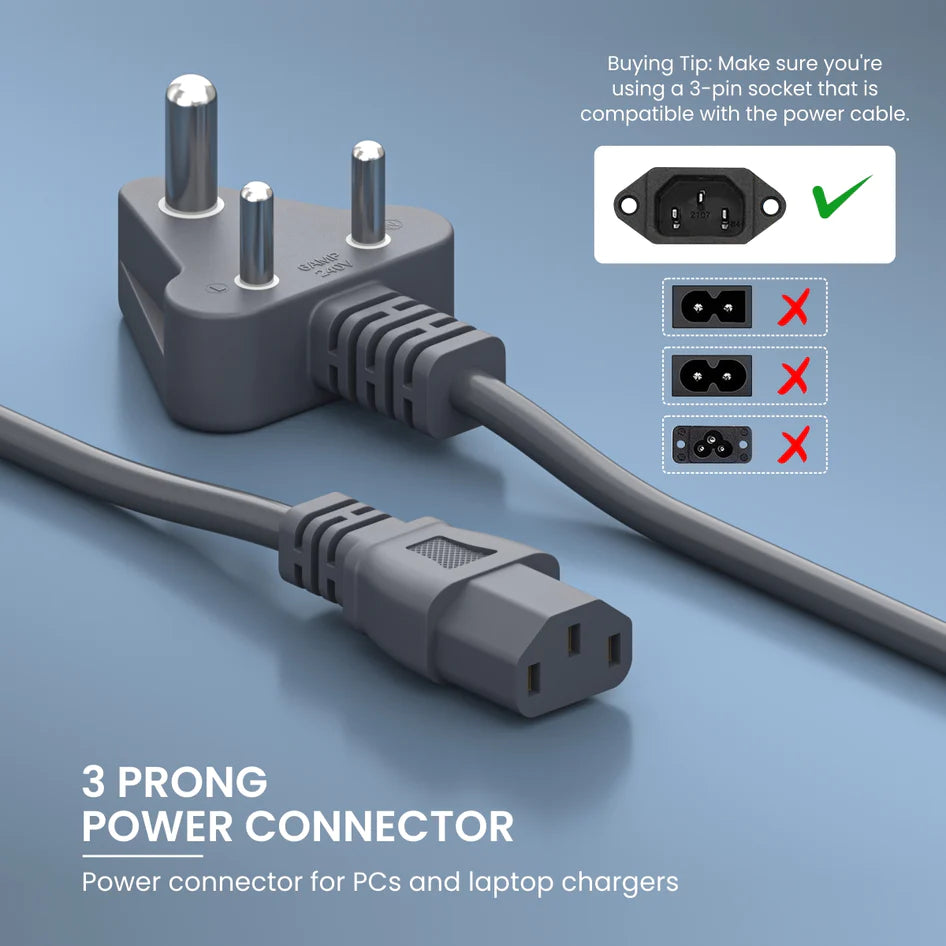 Buying Tip: Make sure you're
using a 3-pin socket that is
compatible with the power cable.
2107
6AMP
240V
L
N
3 PRONG
POWER CONNECTOR
Power connector for PCs and laptop chargers